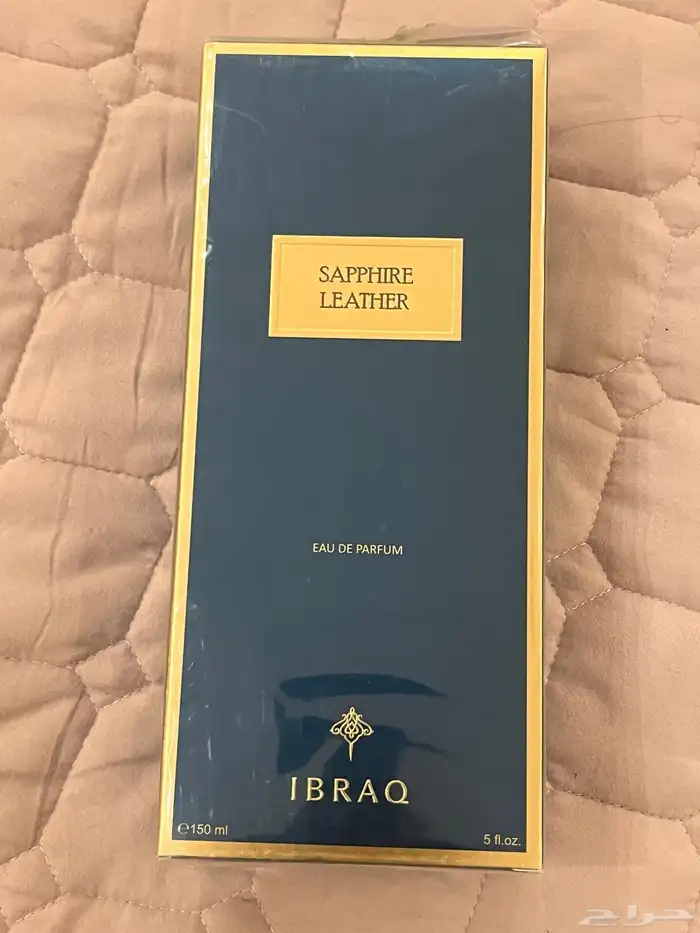 SAPPHIRE
LEATHER
EAU DE PARFUM
IBRAQ
℮150 ml
5 fl.oz.
حراج